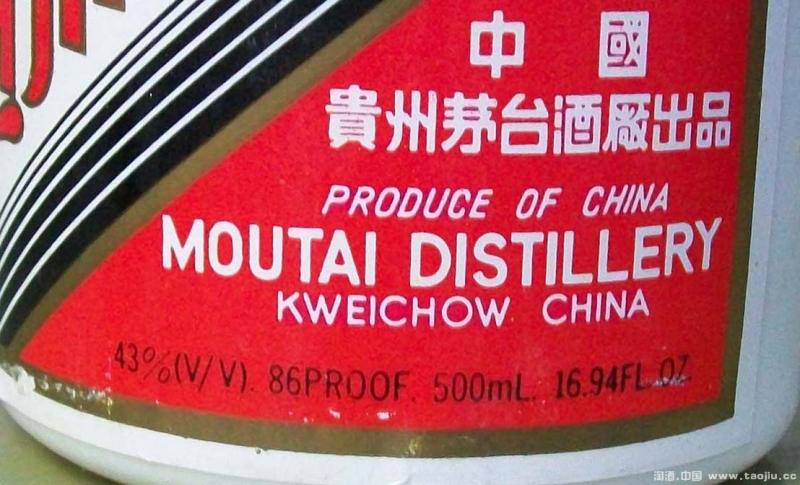 中 國
貴州茅台酒厰出品
PRODUCE OF CHINA
MOUTAI DISTILLERY
KWEICHOW CHINA
43%(V/V). 86PROOF. 500mL. 16.94FL.OZ
淘酒.中国 www.taojiu.cc